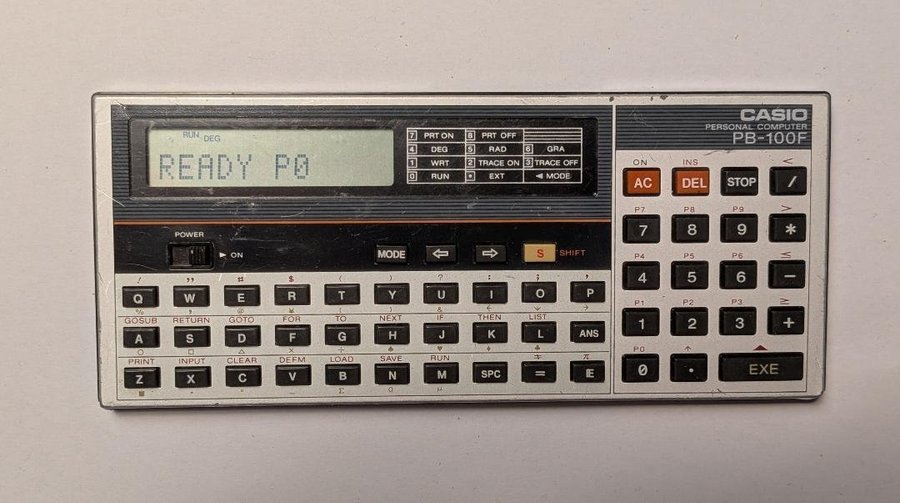 RUN DEG
READY P0
7 PRT ON 8 PRT OFF
4 DEG 5 RAD 6 GRA
1 WRT 2 TRACE ON 3 TRACE OFF
0 RUN • EXT ◄ MODE
CASIO
PERSONAL COMPUTER
PB-100F
POWER
► ON
MODE ⇦ ⇨ S SHIFT
ON INS <
AC DEL STOP /
P7 P8 P9 >
7 8 9 *
P4 P5 P6 ≤
4 5 6 −
P1 P2 P3 ≥
1 2 3 +
P0 ↑ ▲
0 . EXE
! " # $ ( ) ? : ; ,
Q W E R T Y U I O P
GOSUB RETURN GOTO FOR TO NEXT IF THEN LIST
A S D F G H J K L ANS
PRINT INPUT CLEAR DEFM LOAD SAVE RUN ≠ π
Z X C V B N M SPC = E